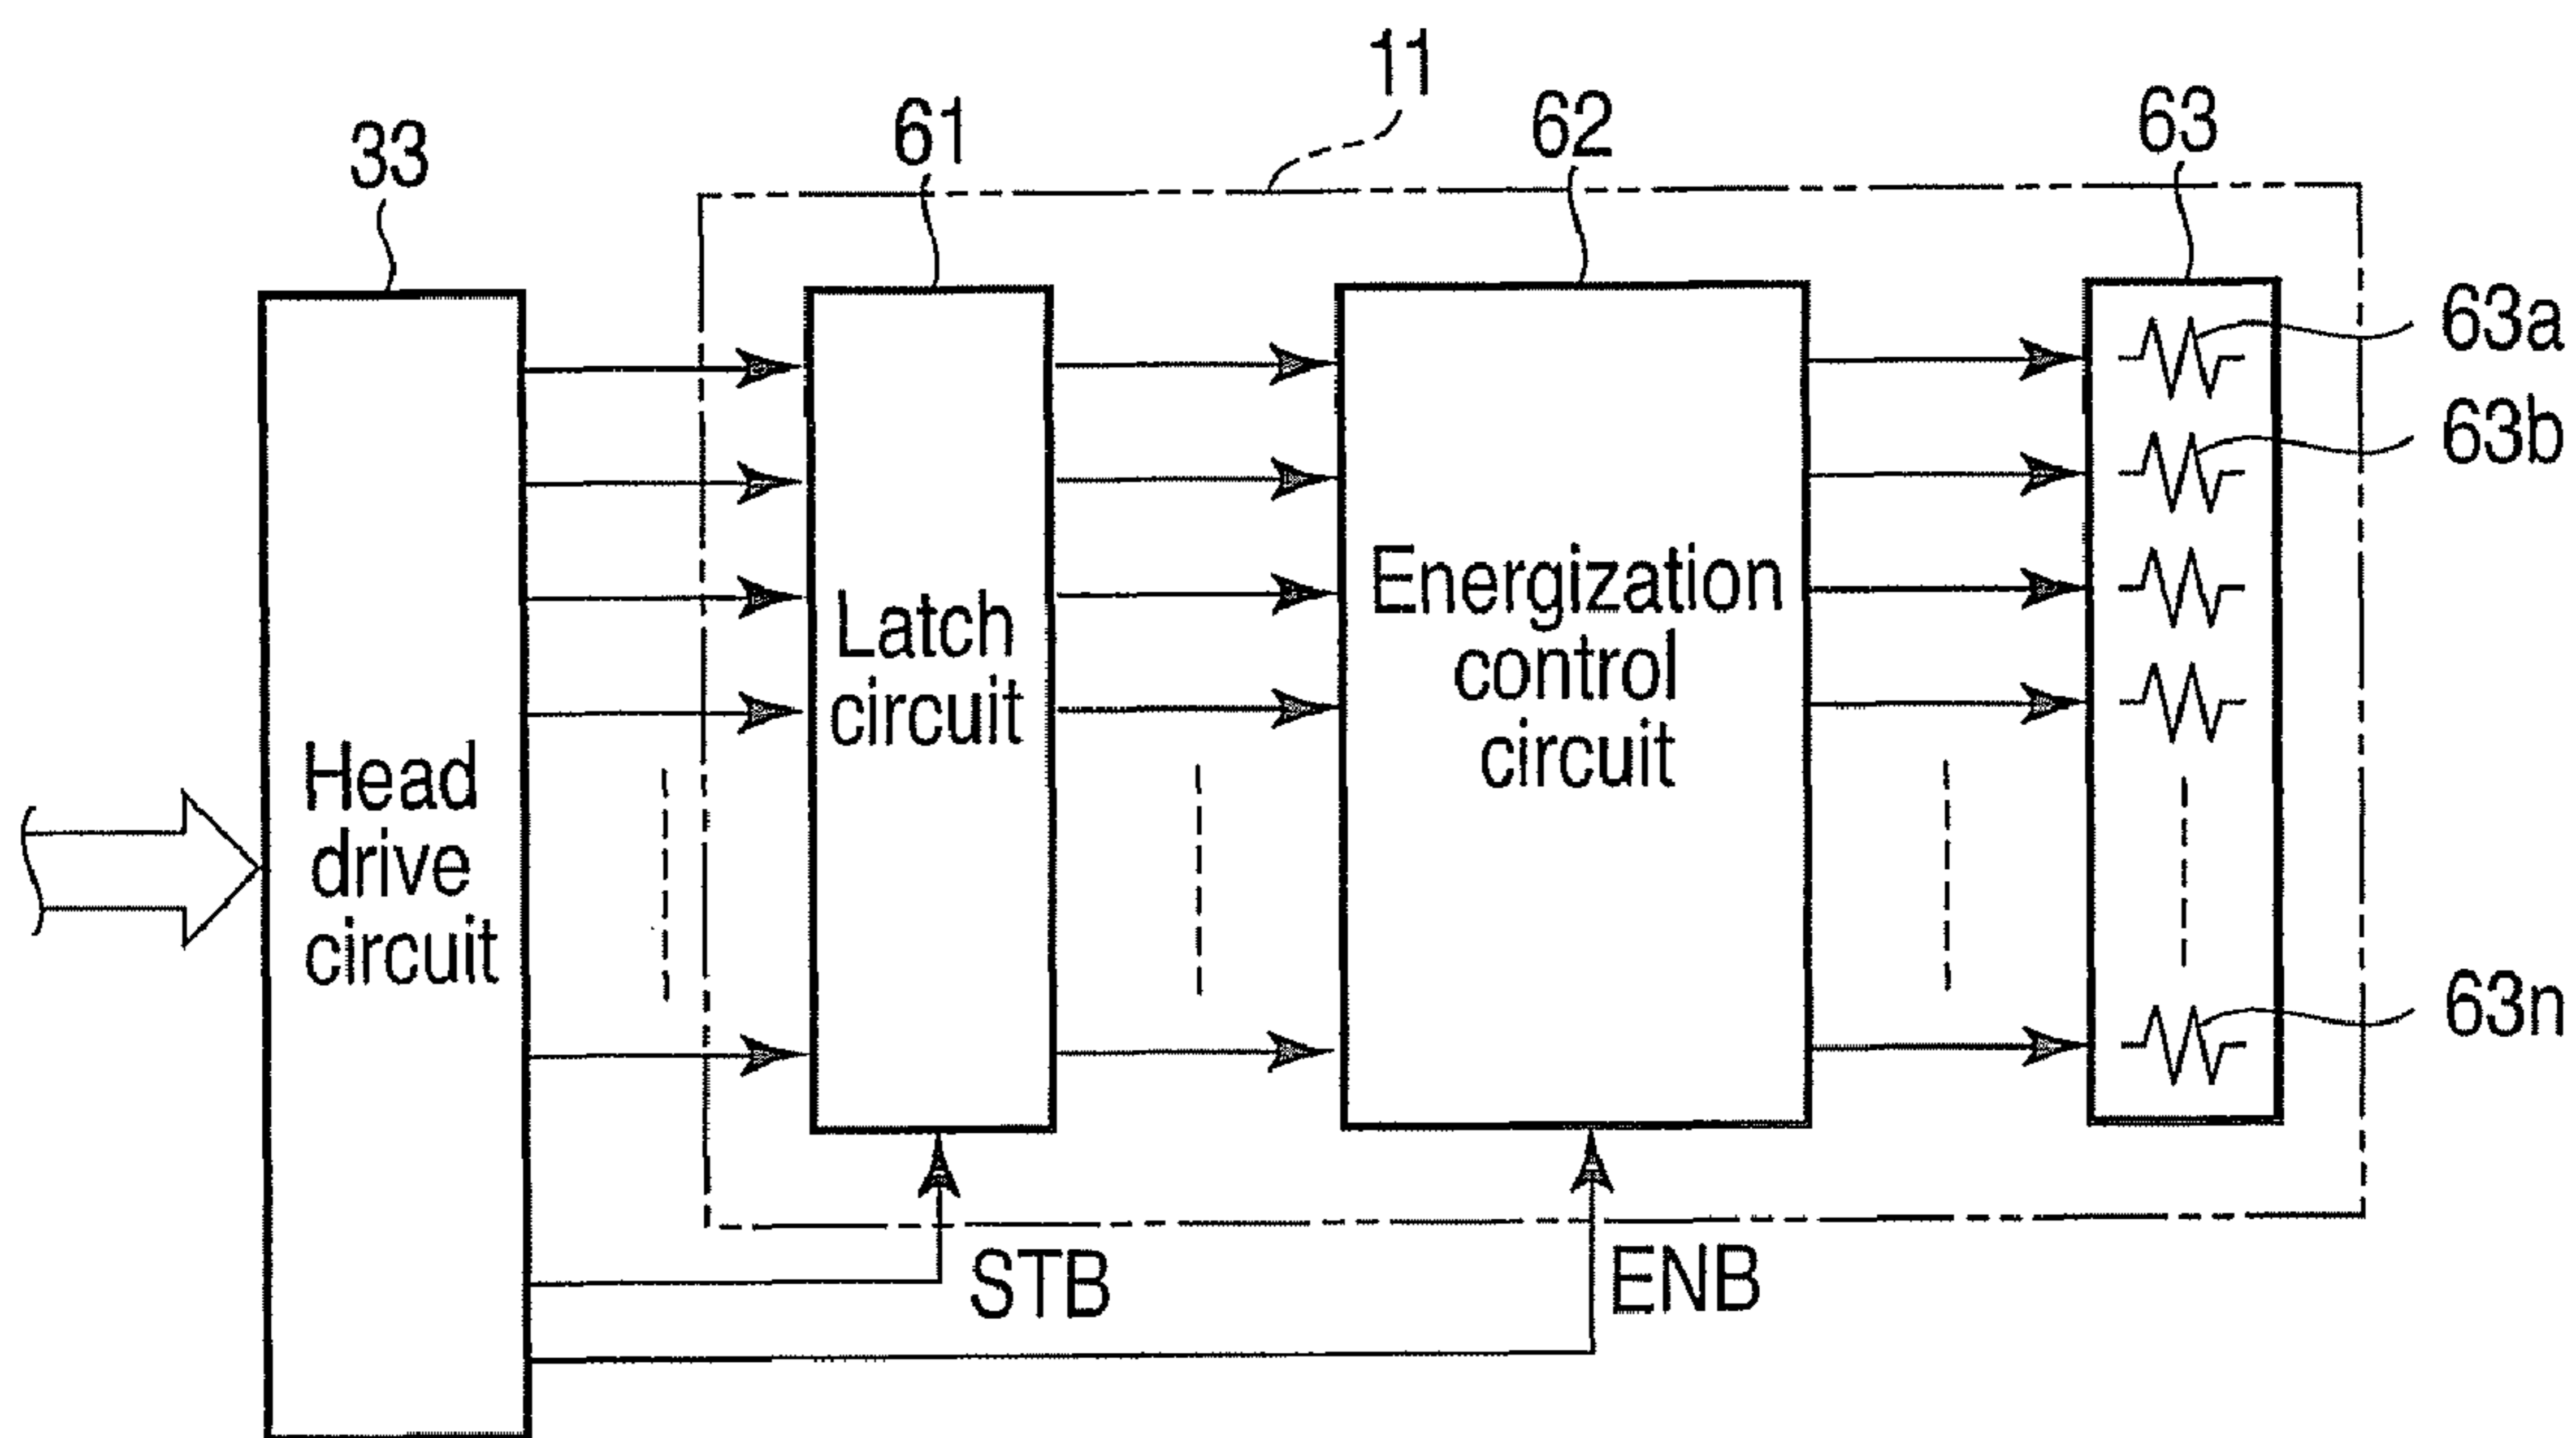 11
33
61
62
63
63a
63b
63n
Head
drive
circuit
Latch
circuit
Energization
control
circuit
STB
ENB